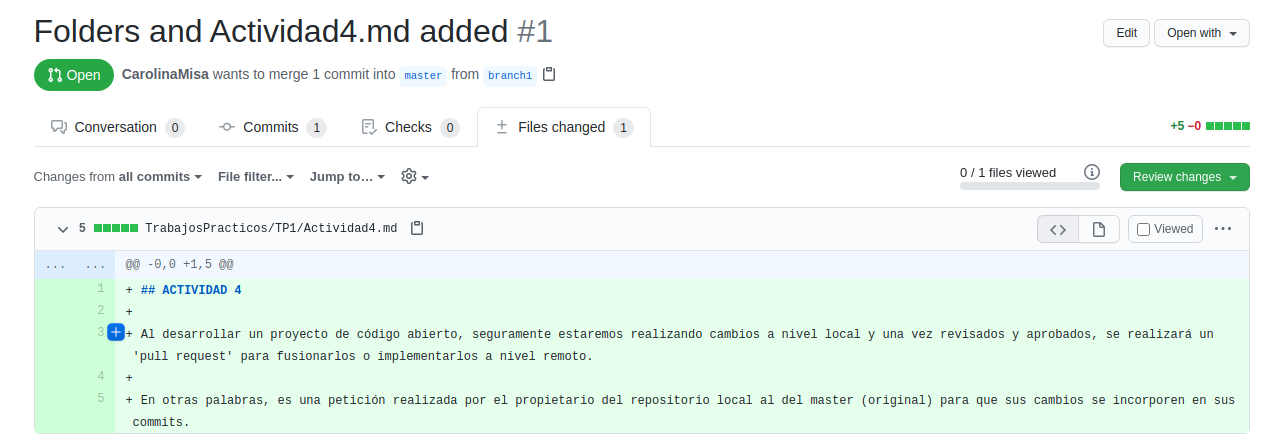 Folders and Actividad4.md added #1
Edit
Open with
Open
CarolinaMisa wants to merge 1 commit into master from branch1
Conversation 0
Commits 1
Checks 0
Files changed 1
+5 −0
Changes from all commits
File filter...
Jump to…
0 / 1 files viewed
Review changes
5 TrabajosPracticos/TP1/Actividad4.md
Viewed
... ... @@ -0,0 +1,5 @@
1 + ## ACTIVIDAD 4
2 +
3 + Al desarrollar un proyecto de código abierto, seguramente estaremos realizando cambios a nivel local y una vez revisados y aprobados, se realizará un
'pull request' para fusionarlos o implementarlos a nivel remoto.
4 +
5 + En otras palabras, es una petición realizada por el propietario del repositorio local al del master (original) para que sus cambios se incorporen en sus
commits.